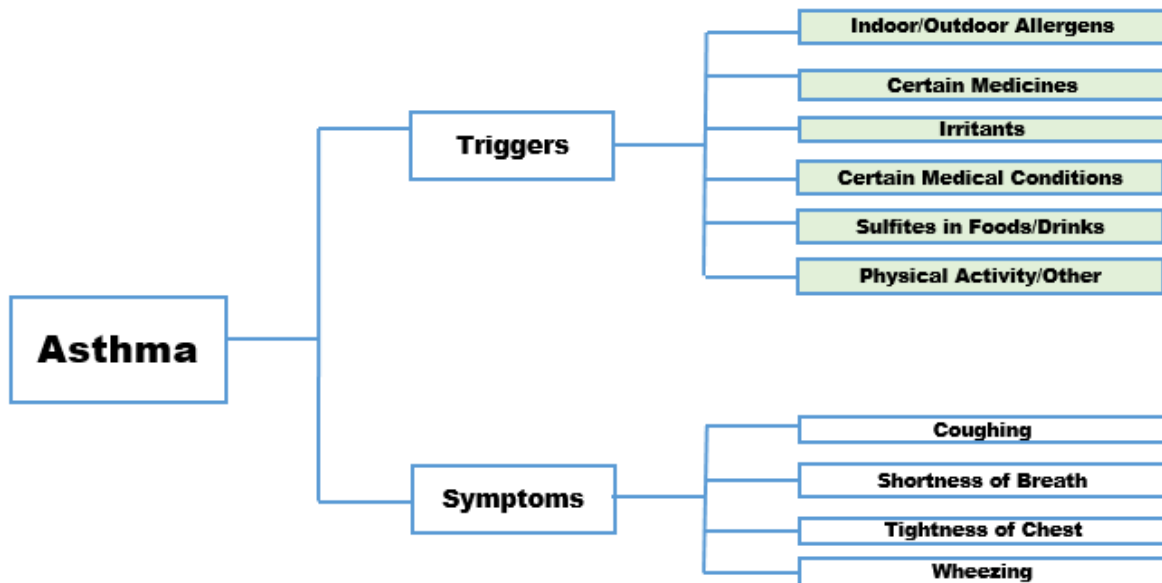 Asthma
Triggers
Indoor/Outdoor Allergens
Certain Medicines
Irritants
Certain Medical Conditions
Sulfites in Foods/Drinks
Physical Activity/Other
Symptoms
Coughing
Shortness of Breath
Tightness of Chest
Wheezing